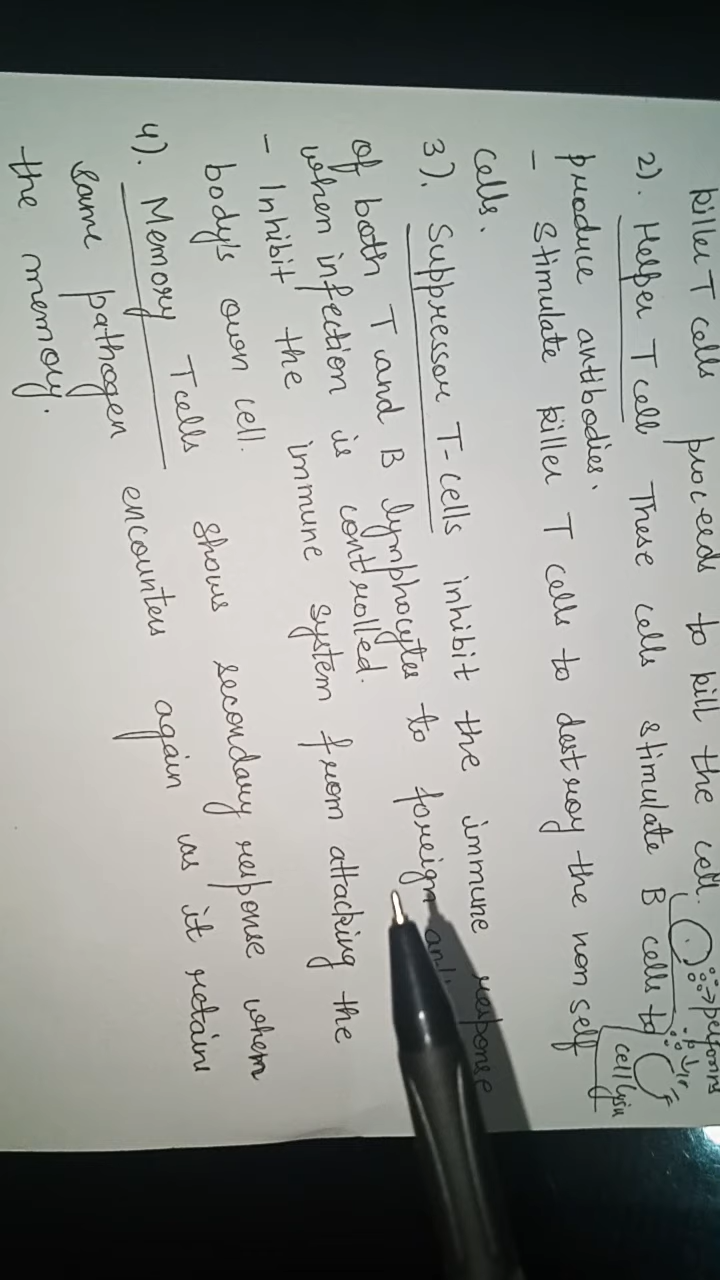 killer T cells proceeds to kill the cell.
2). Helper T cell These cells stimulate B cells to
produce antibodies.
- Stimulate killer T cells to destroy the non self
cells.
3). Suppressor T-cells inhibit the immune response
of both T and B lymphocytes to foreign
when infection is controlled.
- Inhibit the immune system from attacking the
body's own cell.
4). Memory T cells shows secondary response when
same pathogen encounters again as it retains
the memory.
→ perforins
cell lysis